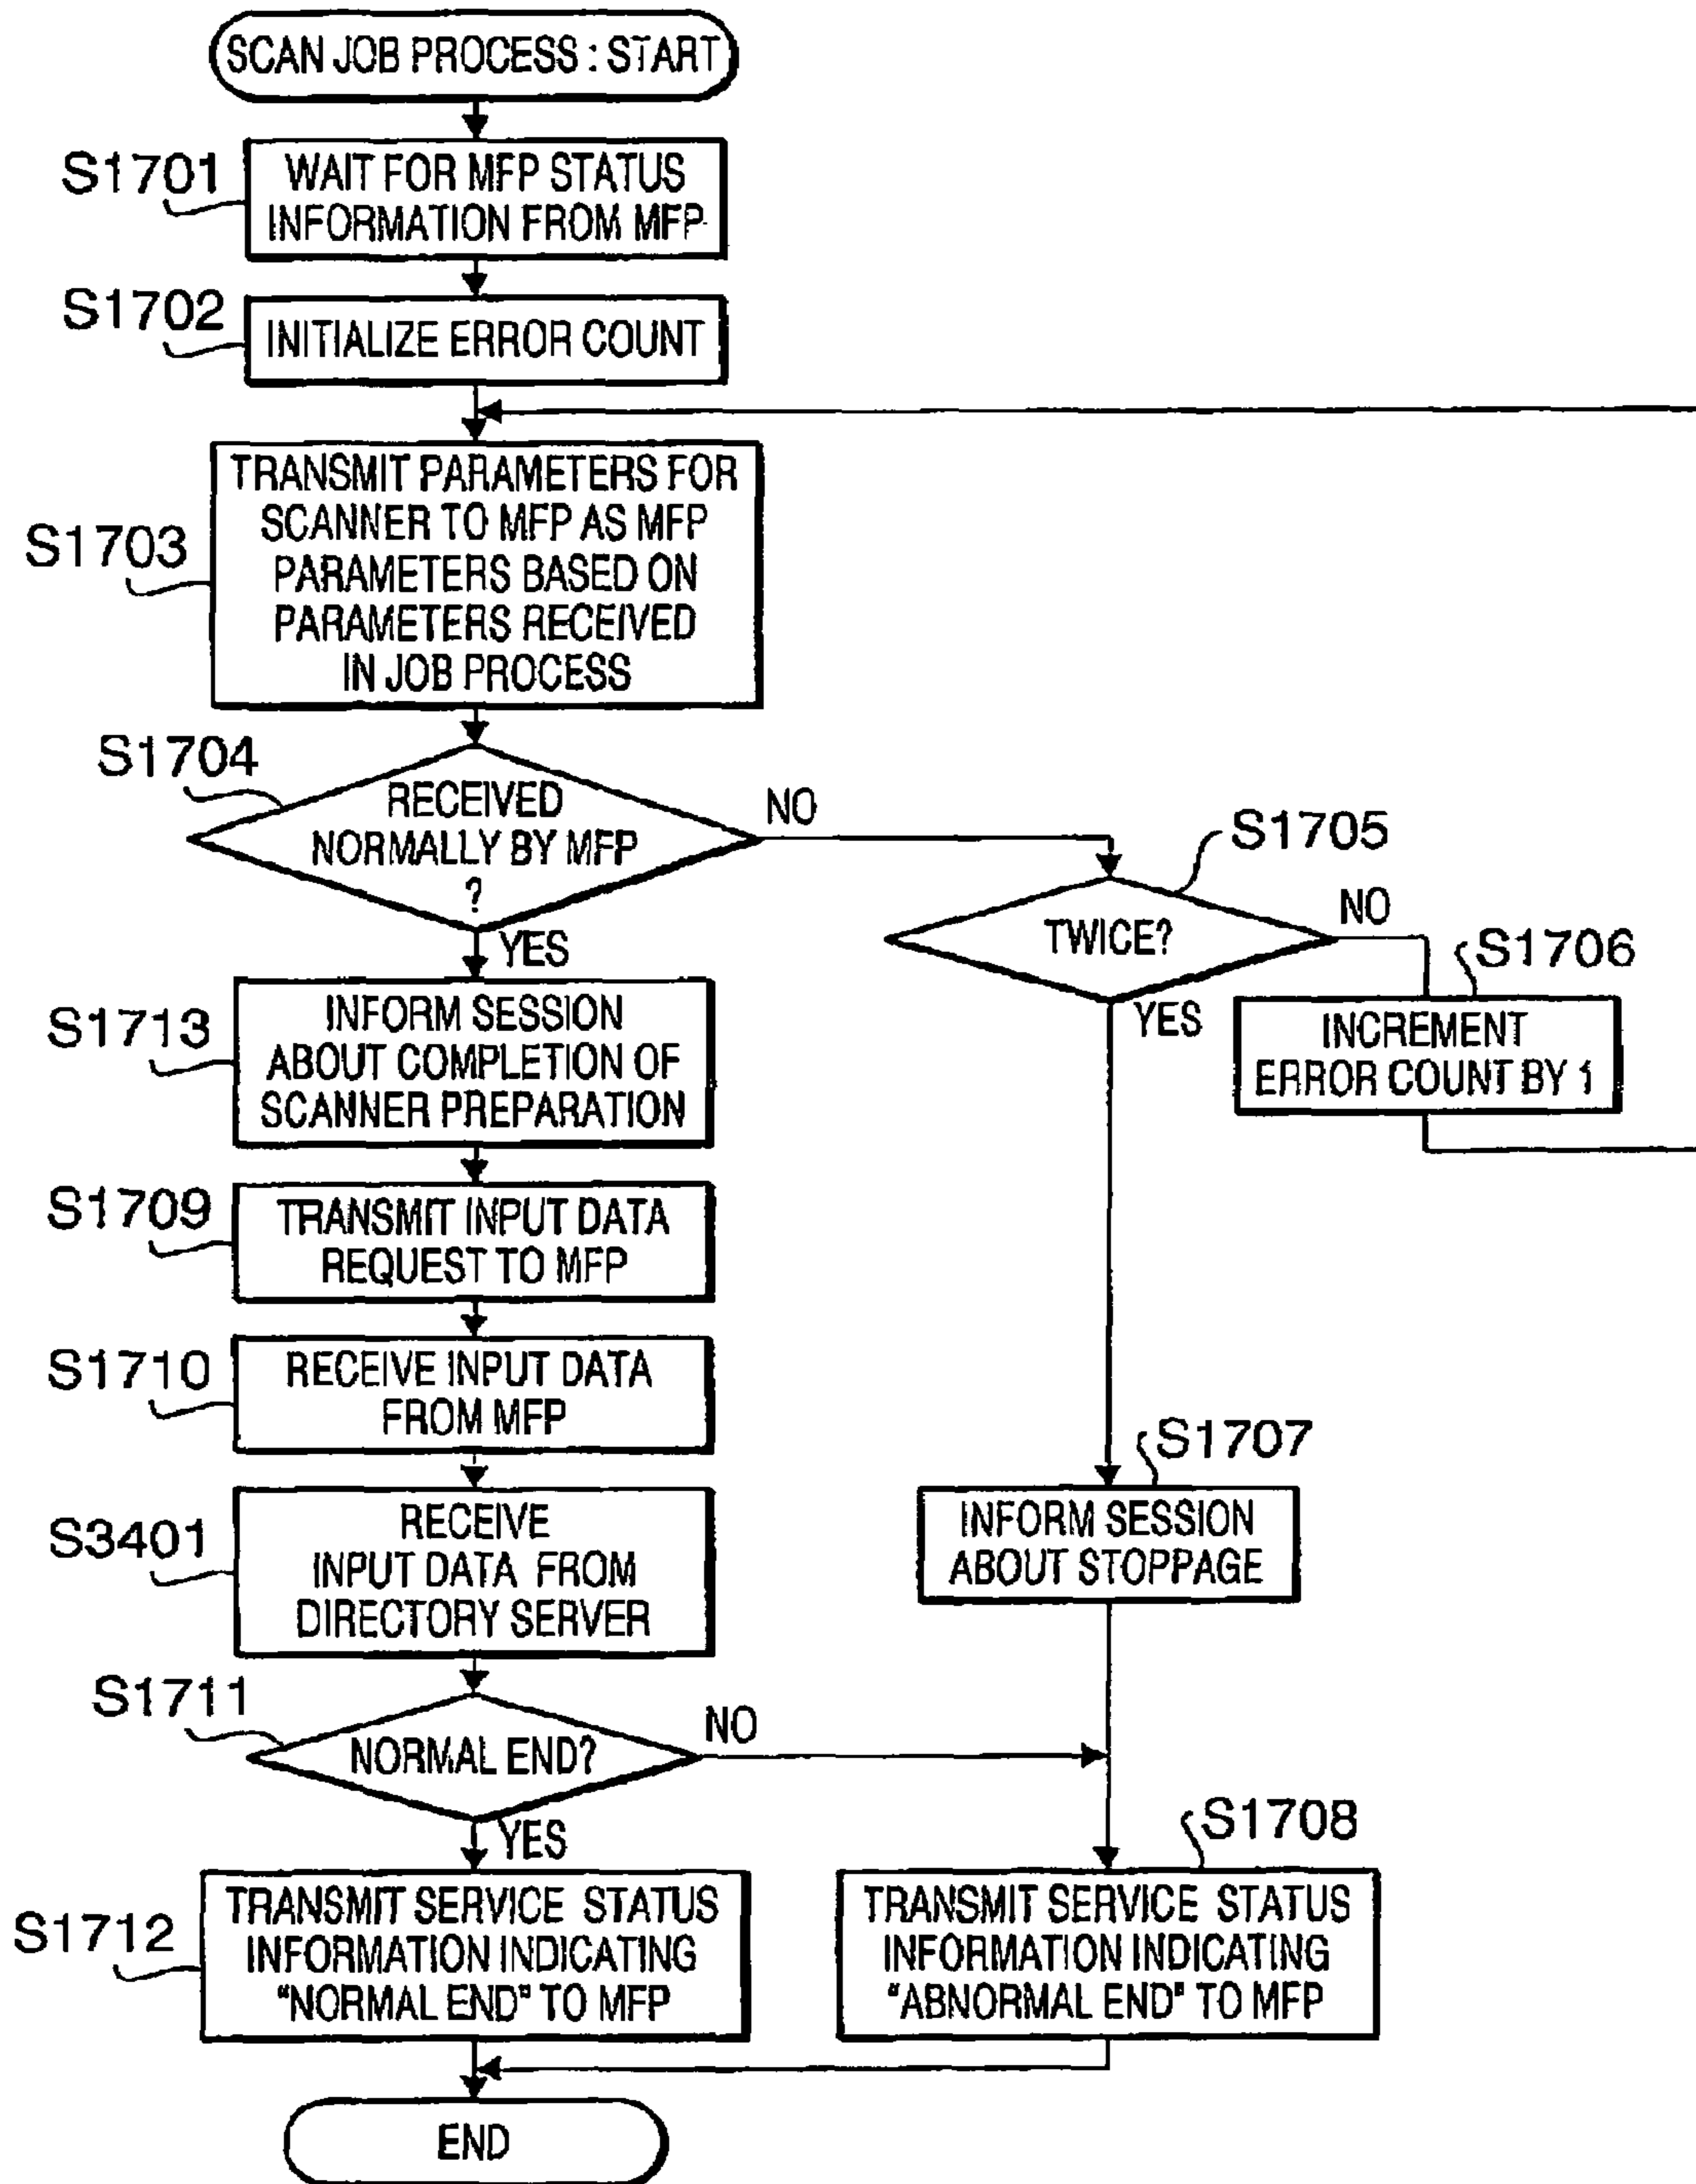 SCAN JOB PROCESS : START
S1701
WAIT FOR MFP STATUS
INFORMATION FROM MFP
S1702
INITIALIZE ERROR COUNT
S1703
TRANSMIT PARAMETERS FOR
SCANNER TO MFP AS MFP
PARAMETERS BASED ON
PARAMETERS RECEIVED
IN JOB PROCESS
S1704
RECEIVED
NORMALLY BY MFP
?
NO
YES
S1705
TWICE?
NO
YES
S1706
INCREMENT
ERROR COUNT BY 1
S1713
INFORM SESSION
ABOUT COMPLETION OF
SCANNER PREPARATION
S1709
TRANSMIT INPUT DATA
REQUEST TO MFP
S1710
RECEIVE INPUT DATA
FROM MFP
S3401
RECEIVE
INPUT DATA FROM
DIRECTORY SERVER
S1707
INFORM SESSION
ABOUT STOPPAGE
S1711
NORMAL END?
NO
YES
S1712
TRANSMIT SERVICE STATUS
INFORMATION INDICATING
"NORMAL END" TO MFP
S1708
TRANSMIT SERVICE STATUS
INFORMATION INDICATING
"ABNORMAL END" TO MFP
END